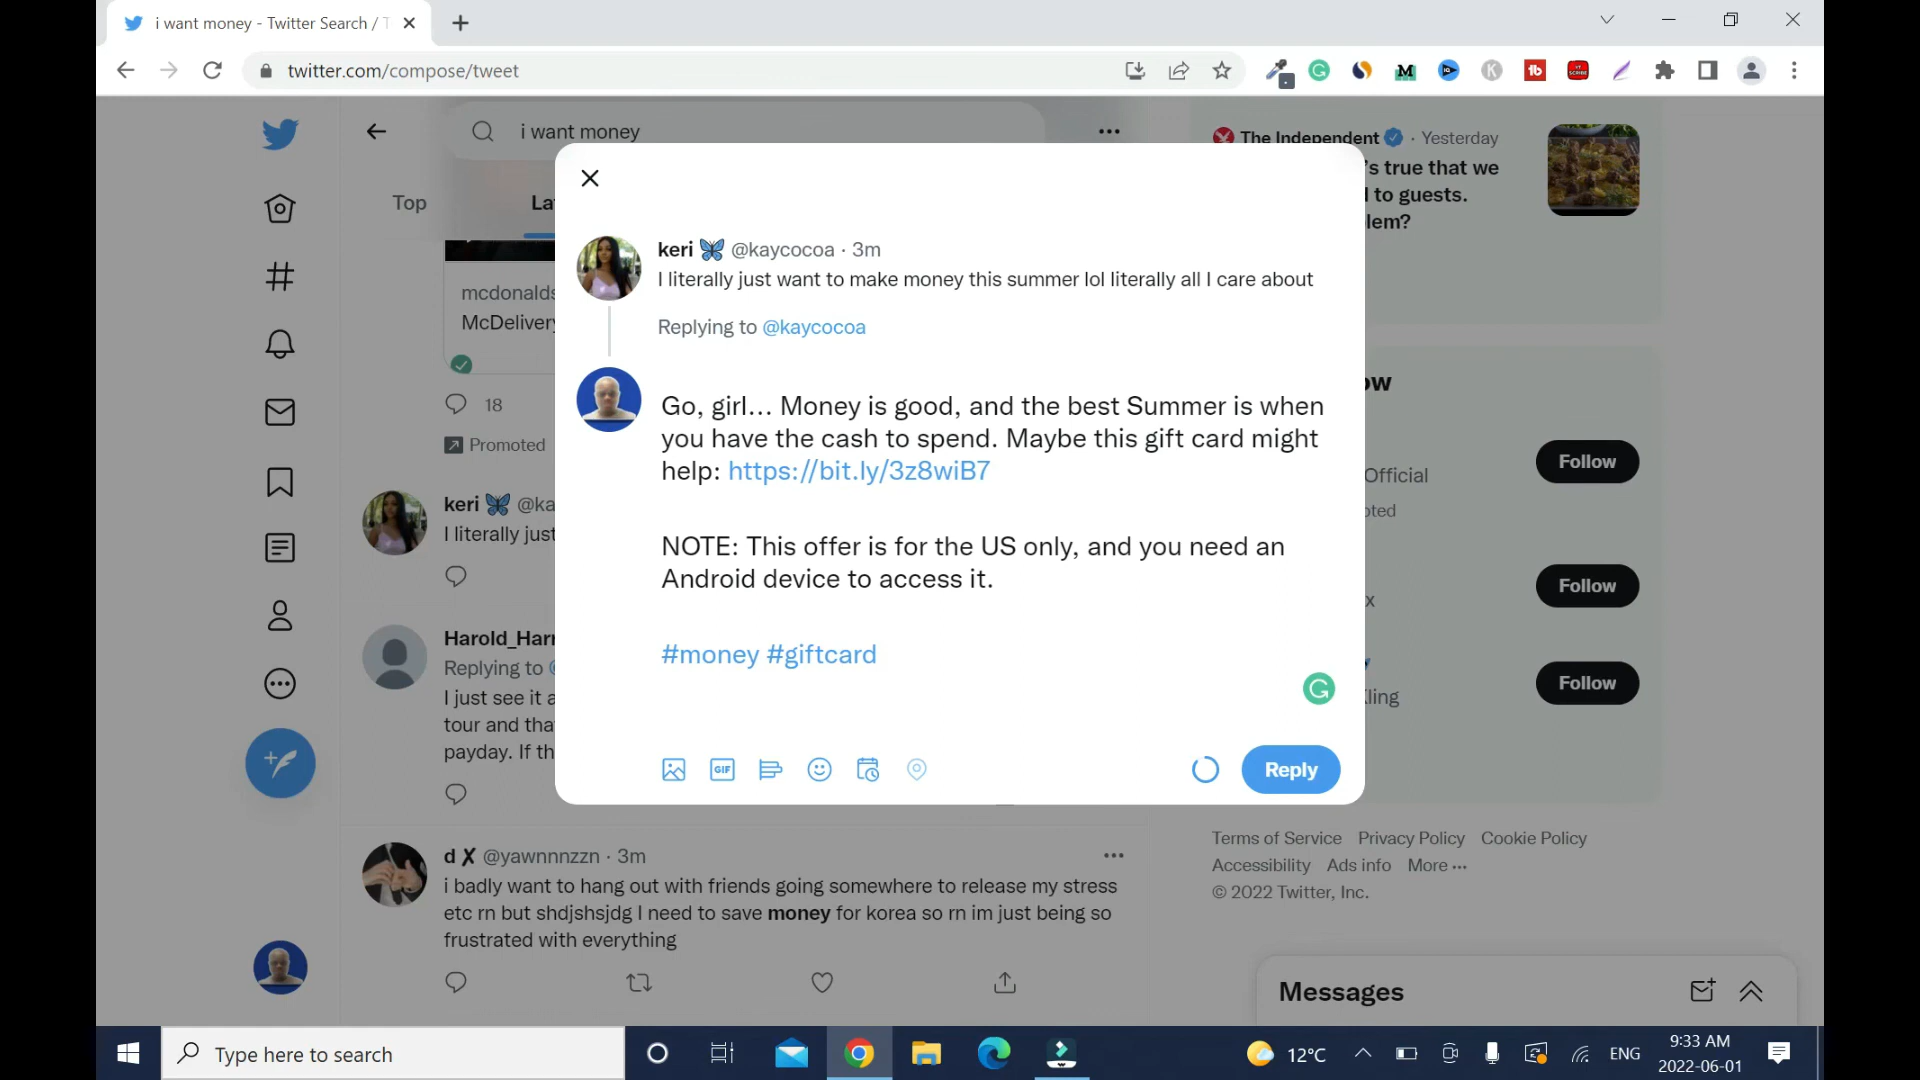 i want money - Twitter Search / T
twitter.com/compose/tweet
i want money
Top
La
The Independent · Yesterday
's true that we
d to guests.
lem?
keri 🦋 @kaycocoa · 3m
I literally just want to make money this summer lol literally all I care about
Replying to @kaycocoa
Go, girl... Money is good, and the best Summer is when
you have the cash to spend. Maybe this gift card might
help: https://bit.ly/3z8wiB7
NOTE: This offer is for the US only, and you need an
Android device to access it.
#money #giftcard
GIF
Reply
mcdonalds
McDelivery
18
Promoted
keri 🦋 @ka
I literally just
Harold_Harr
Replying to @
I just see it a
tour and tha
payday. If th
d ✗ @yawnnnzzn · 3m
i badly want to hang out with friends going somewhere to release my stress
etc rn but shdjshsjdg I need to save money for korea so rn im just being so
frustrated with everything
ow
Follow
Official
oted
Follow
x
Follow
y
Kling
Terms of Service Privacy Policy Cookie Policy
Accessibility Ads info More ···
© 2022 Twitter, Inc.
Messages
Type here to search
12°C
ENG
9:33 AM
2022-06-01